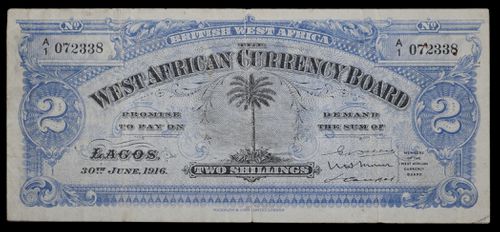 No No
BRITISH WEST AFRICA
A/1 072338 A/1 072338
THE
WEST AFRICAN CURRENCY BOARD
PROMISE DEMAND
TO PAY ON THE SUM OF
2 2
LAGOS,
30TH JUNE, 1916.
TWO SHILLINGS
MEMBERS
OF THE
WEST AFRICAN
CURRENCY
BOARD